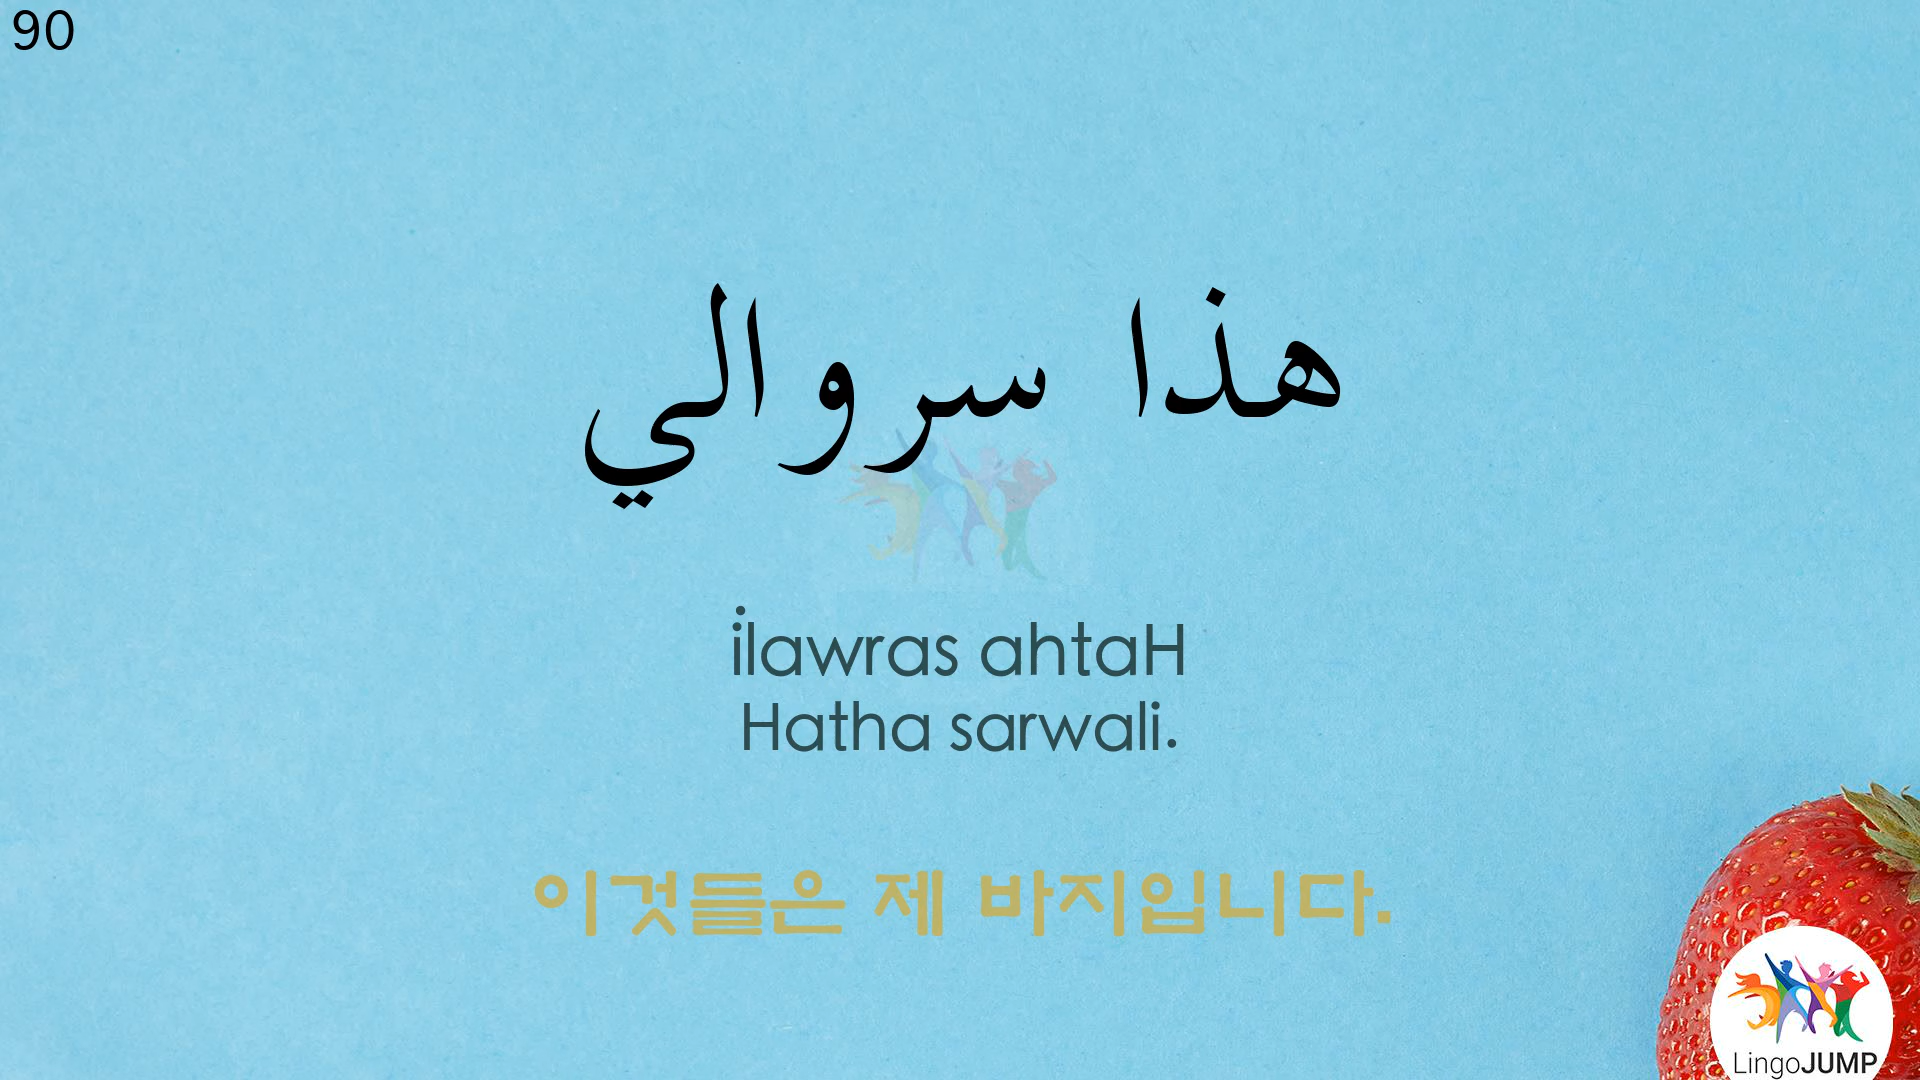 90
هذا سروالي
ilawras ahtaH
Hatha sarwali.
이것들은 제 바지입니다.
LingoJUMP